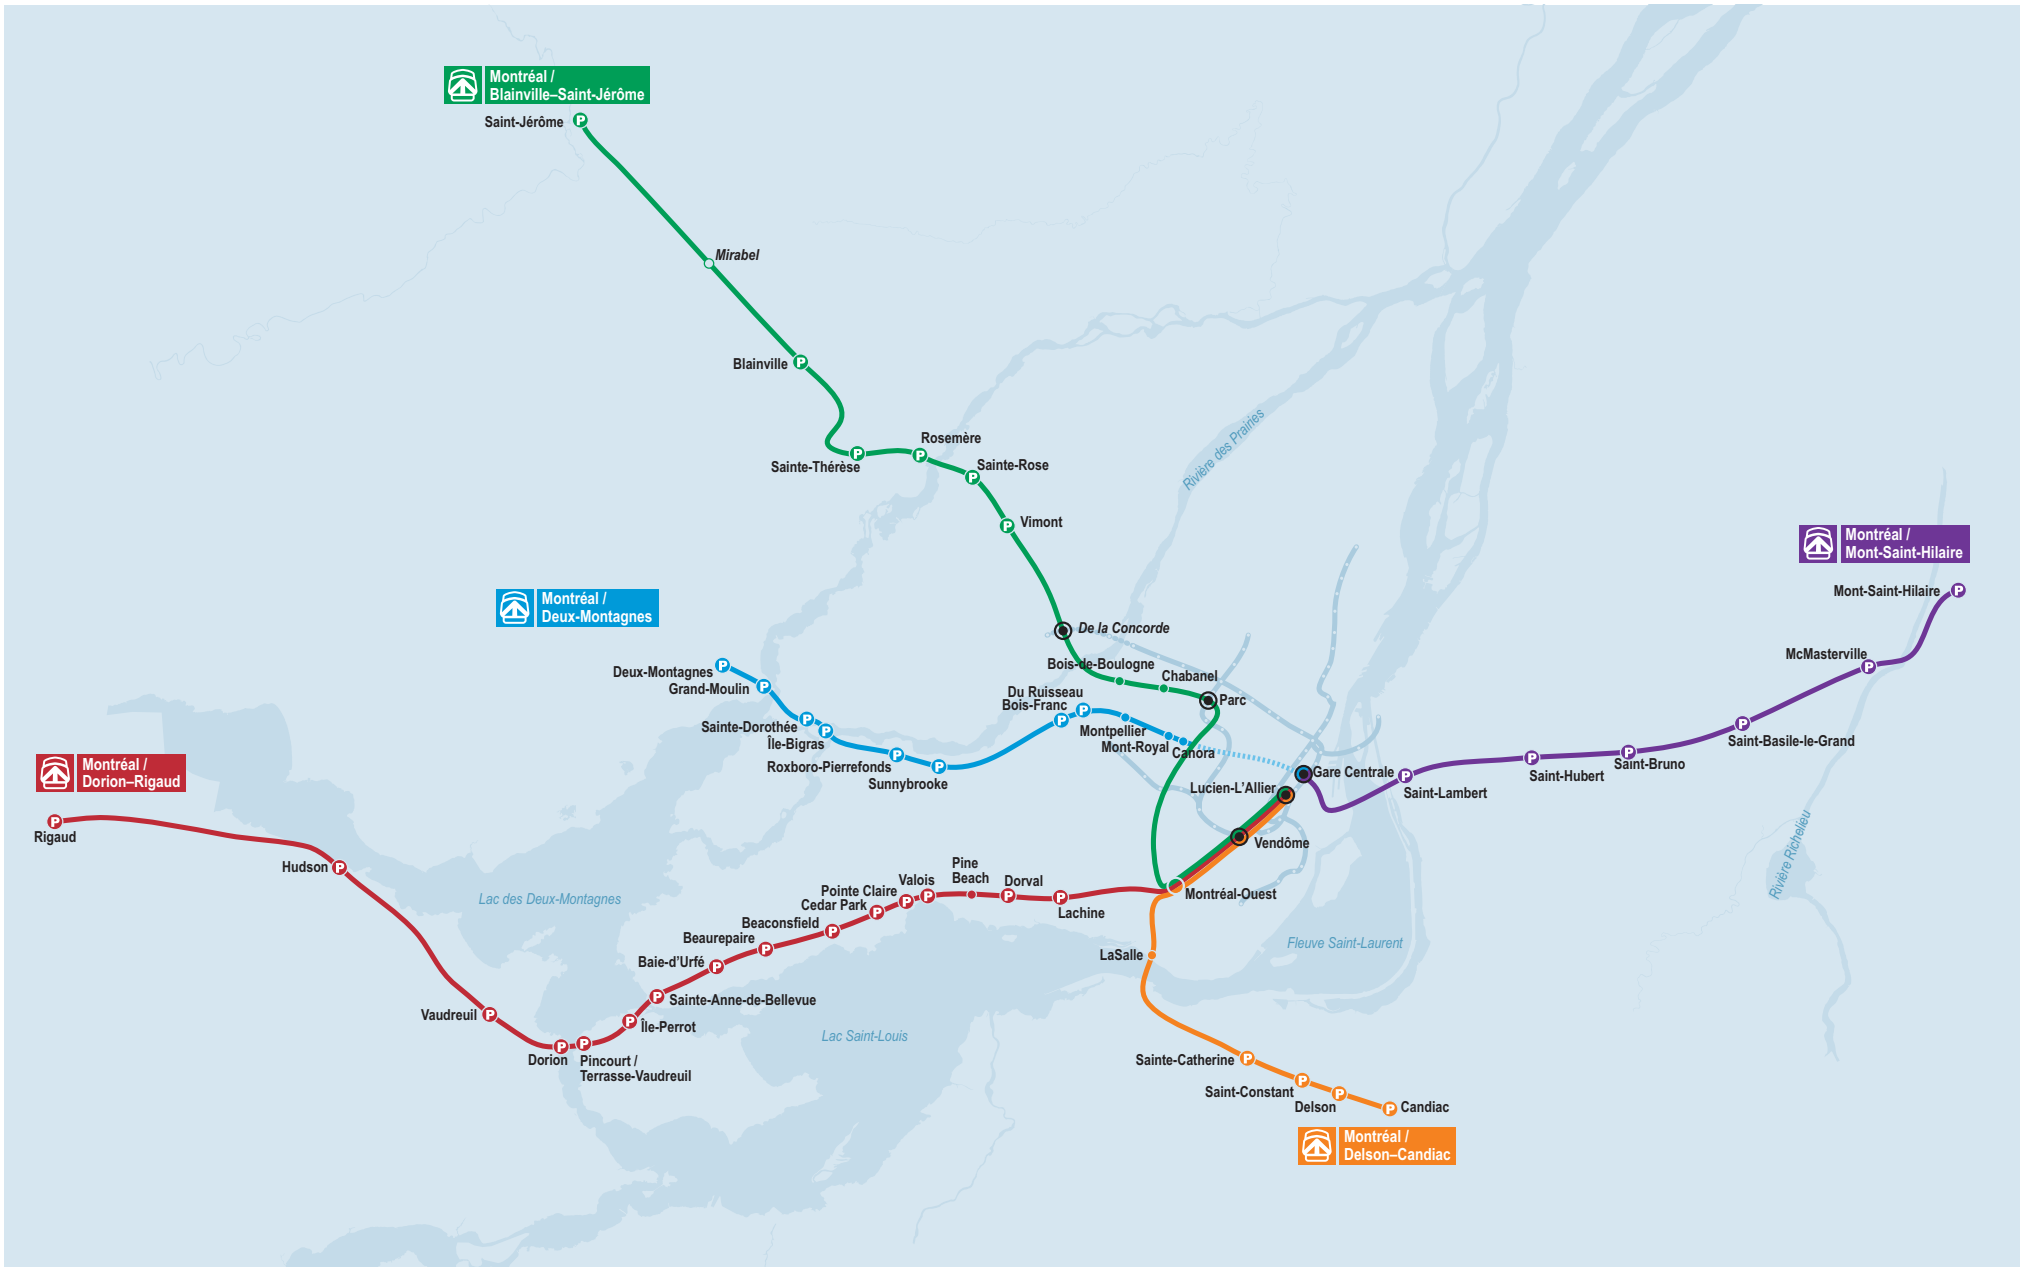 Montréal /
Blainville–Saint-Jérôme
Saint-Jérôme
P
Mirabel
Blainville
P
Rosemère
P
Sainte-Thérèse
P
Sainte-Rose
P
Vimont
P
De la Concorde
Bois-de-Boulogne
Chabanel
Parc
Rivière des Prairies
Montréal /
Mont-Saint-Hilaire
Mont-Saint-Hilaire
P
McMasterville
P
Saint-Basile-le-Grand
P
Saint-Bruno
P
Saint-Hubert
P
Saint-Lambert
P
Gare Centrale
Lucien-L'Allier
Vendôme
Montréal-Ouest
Montréal /
Deux-Montagnes
Deux-Montagnes
P
Grand-Moulin
P
Sainte-Dorothée
P
Île-Bigras
P
Roxboro-Pierrefonds
P
Sunnybrooke
P
Du Ruisseau
P
Bois-Franc
P
Montpellier
Mont-Royal
Canora
Montréal /
Dorion–Rigaud
P
Rigaud
Hudson
P
Vaudreuil
P
Dorion
P
Pincourt /
Terrasse-Vaudreuil
P
Île-Perrot
P
Sainte-Anne-de-Bellevue
P
Baie-d'Urfé
P
Beaurepaire
P
Beaconsfield
P
Cedar Park
P
Pointe Claire
P
Valois
P
Pine
Beach
Dorval
P
Lachine
P
Lac des Deux-Montagnes
Lac Saint-Louis
Fleuve Saint-Laurent
Rivière Richelieu
LaSalle
Sainte-Catherine
P
Saint-Constant
P
Delson
P
Candiac
P
Montréal /
Delson–Candiac